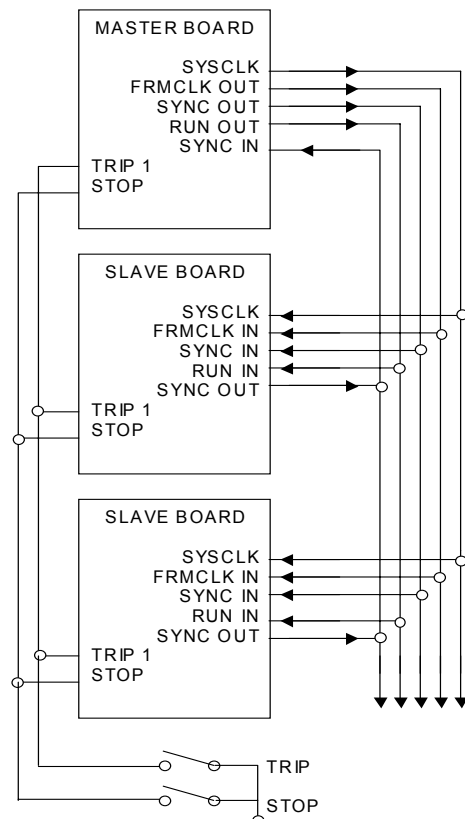 MASTER BOARD
SYSCLK
FRMCLK OUT
SYNC OUT
RUN OUT
SYNC IN
TRIP 1
STOP
SLAVE BOARD
SYSCLK
FRMCLK IN
SYNC IN
RUN IN
SYNC OUT
TRIP 1
STOP
SLAVE BOARD
SYSCLK
FRMCLK IN
SYNC IN
RUN IN
SYNC OUT
TRIP 1
STOP
TRIP
STOP